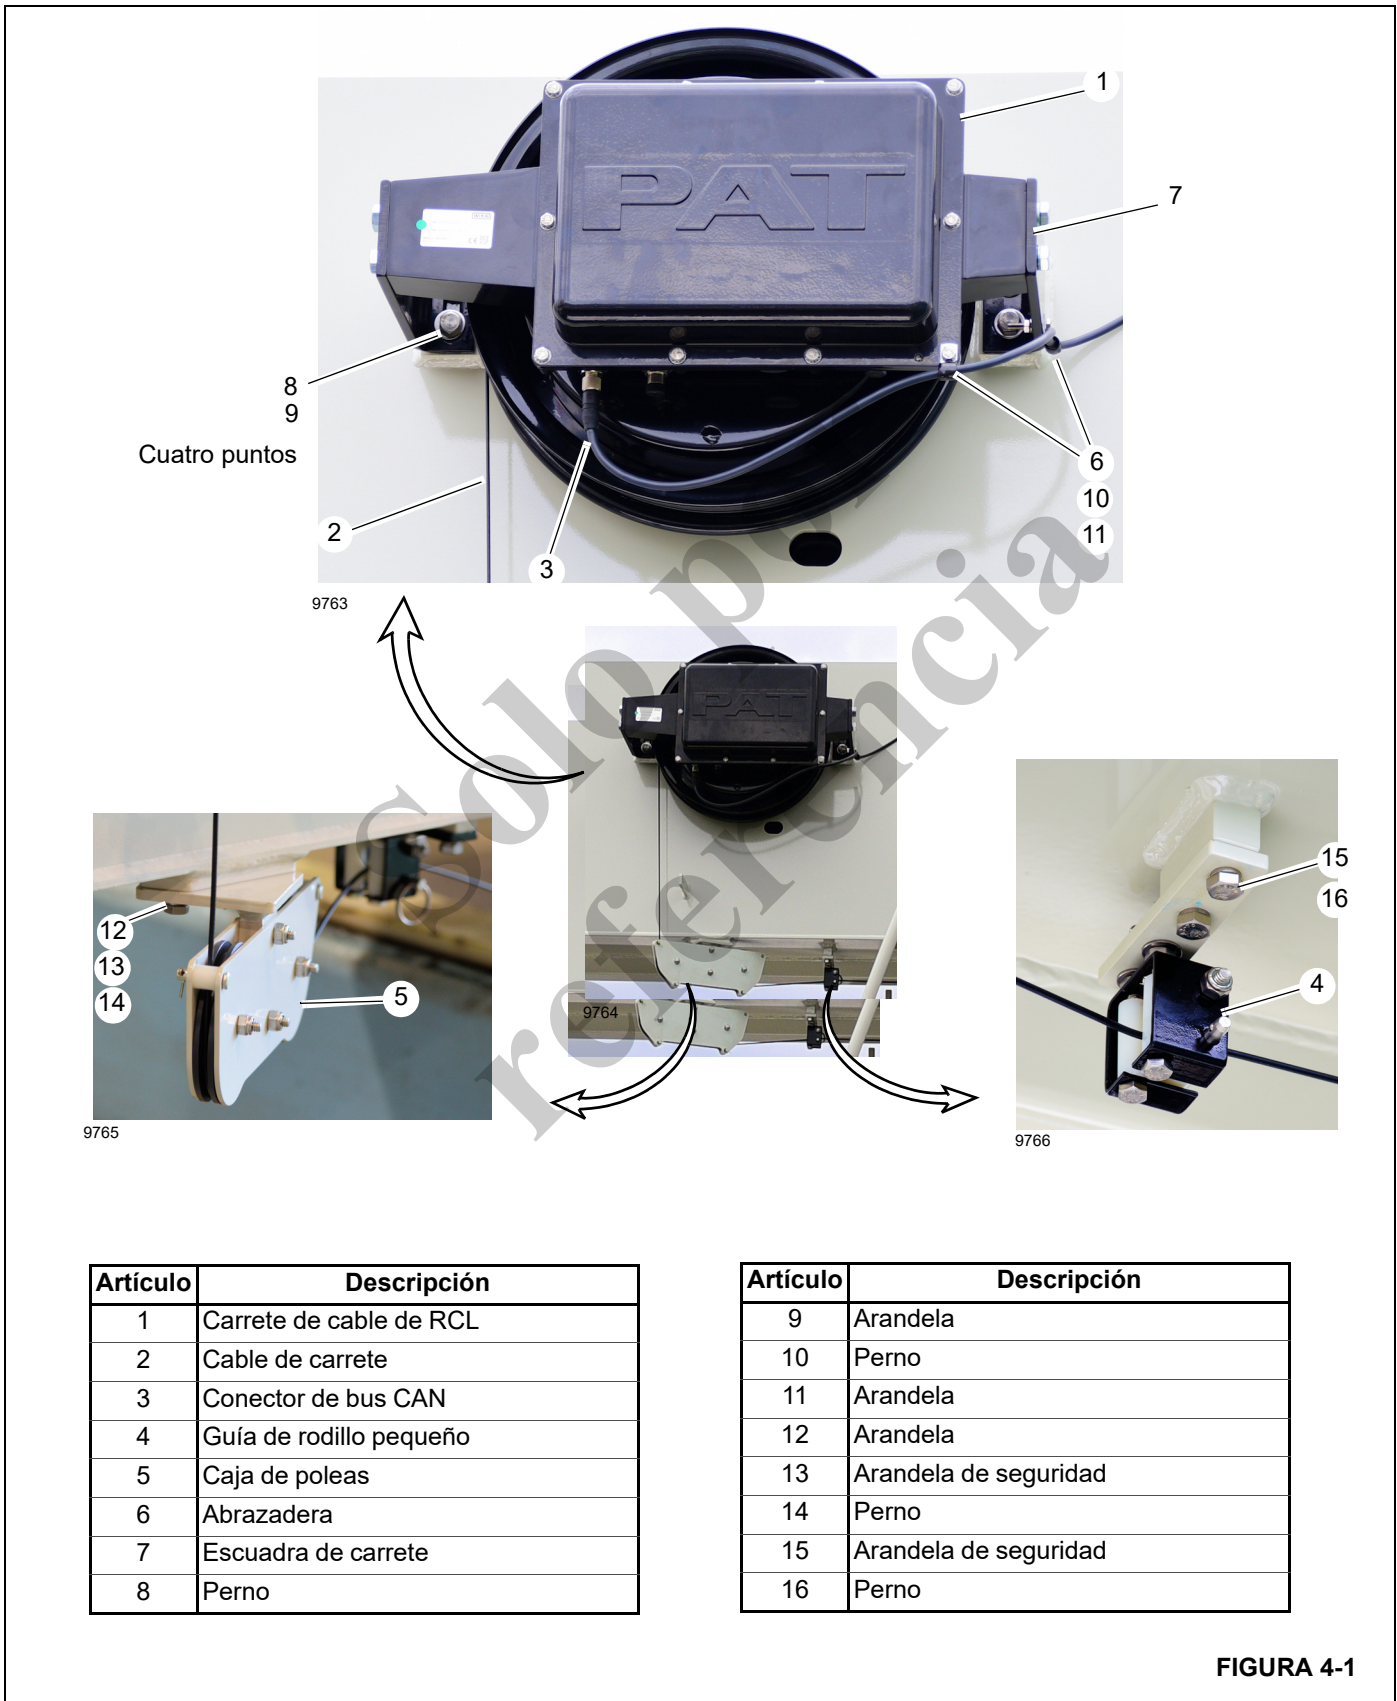 PAT
1
7
8
9
Cuatro puntos
2
3
6
10
11
9763
Solo para
referencia
PAT
9764
12
13
14
5
9765
15
16
4
9766
Artículo Descripción
1 Carrete de cable de RCL
2 Cable de carrete
3 Conector de bus CAN
4 Guía de rodillo pequeño
5 Caja de poleas
6 Abrazadera
7 Escuadra de carrete
8 Perno
Artículo Descripción
9 Arandela
10 Perno
11 Arandela
12 Arandela
13 Arandela de seguridad
14 Perno
15 Arandela de seguridad
16 Perno
FIGURA 4-1